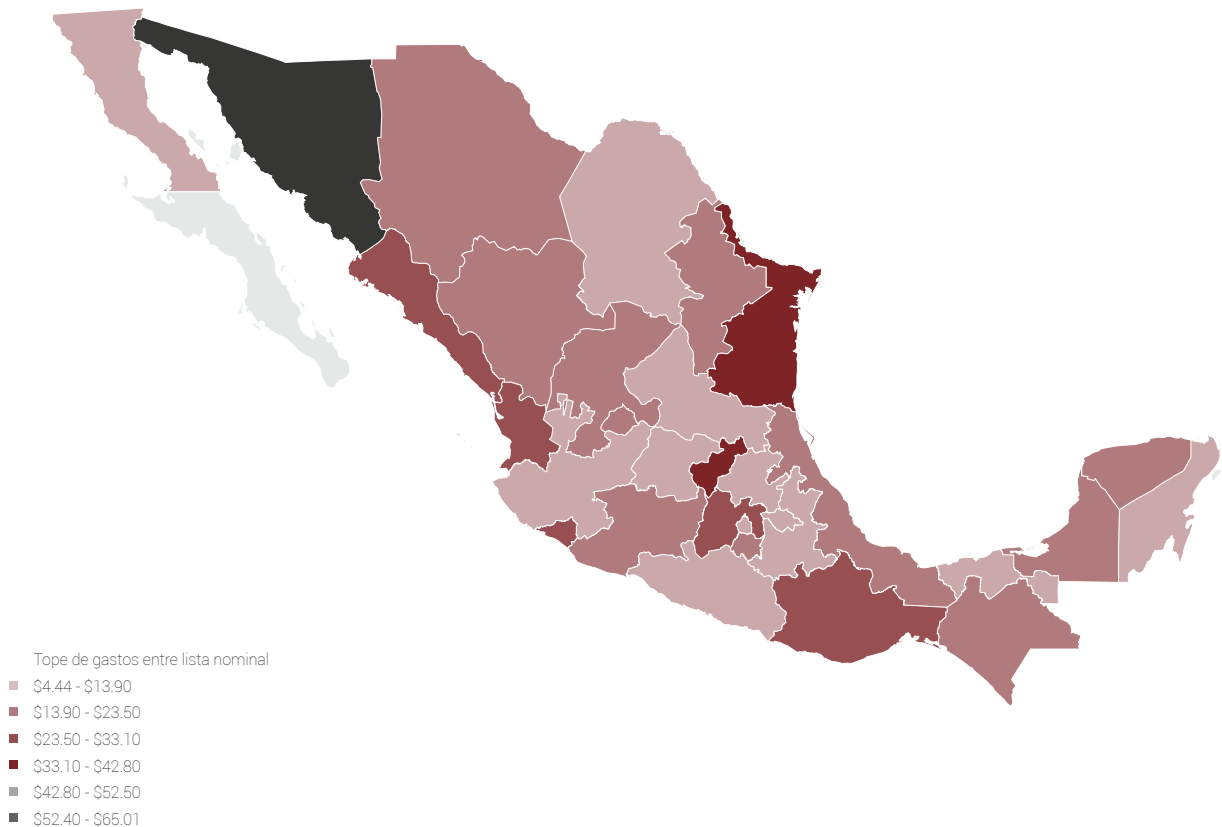 Tope de gastos entre lista nominal
$4.44 - $13.90
$13.90 - $23.50
$23.50 - $33.10
$33.10 - $42.80
$42.80 - $52.50
$52.40 - $65.01